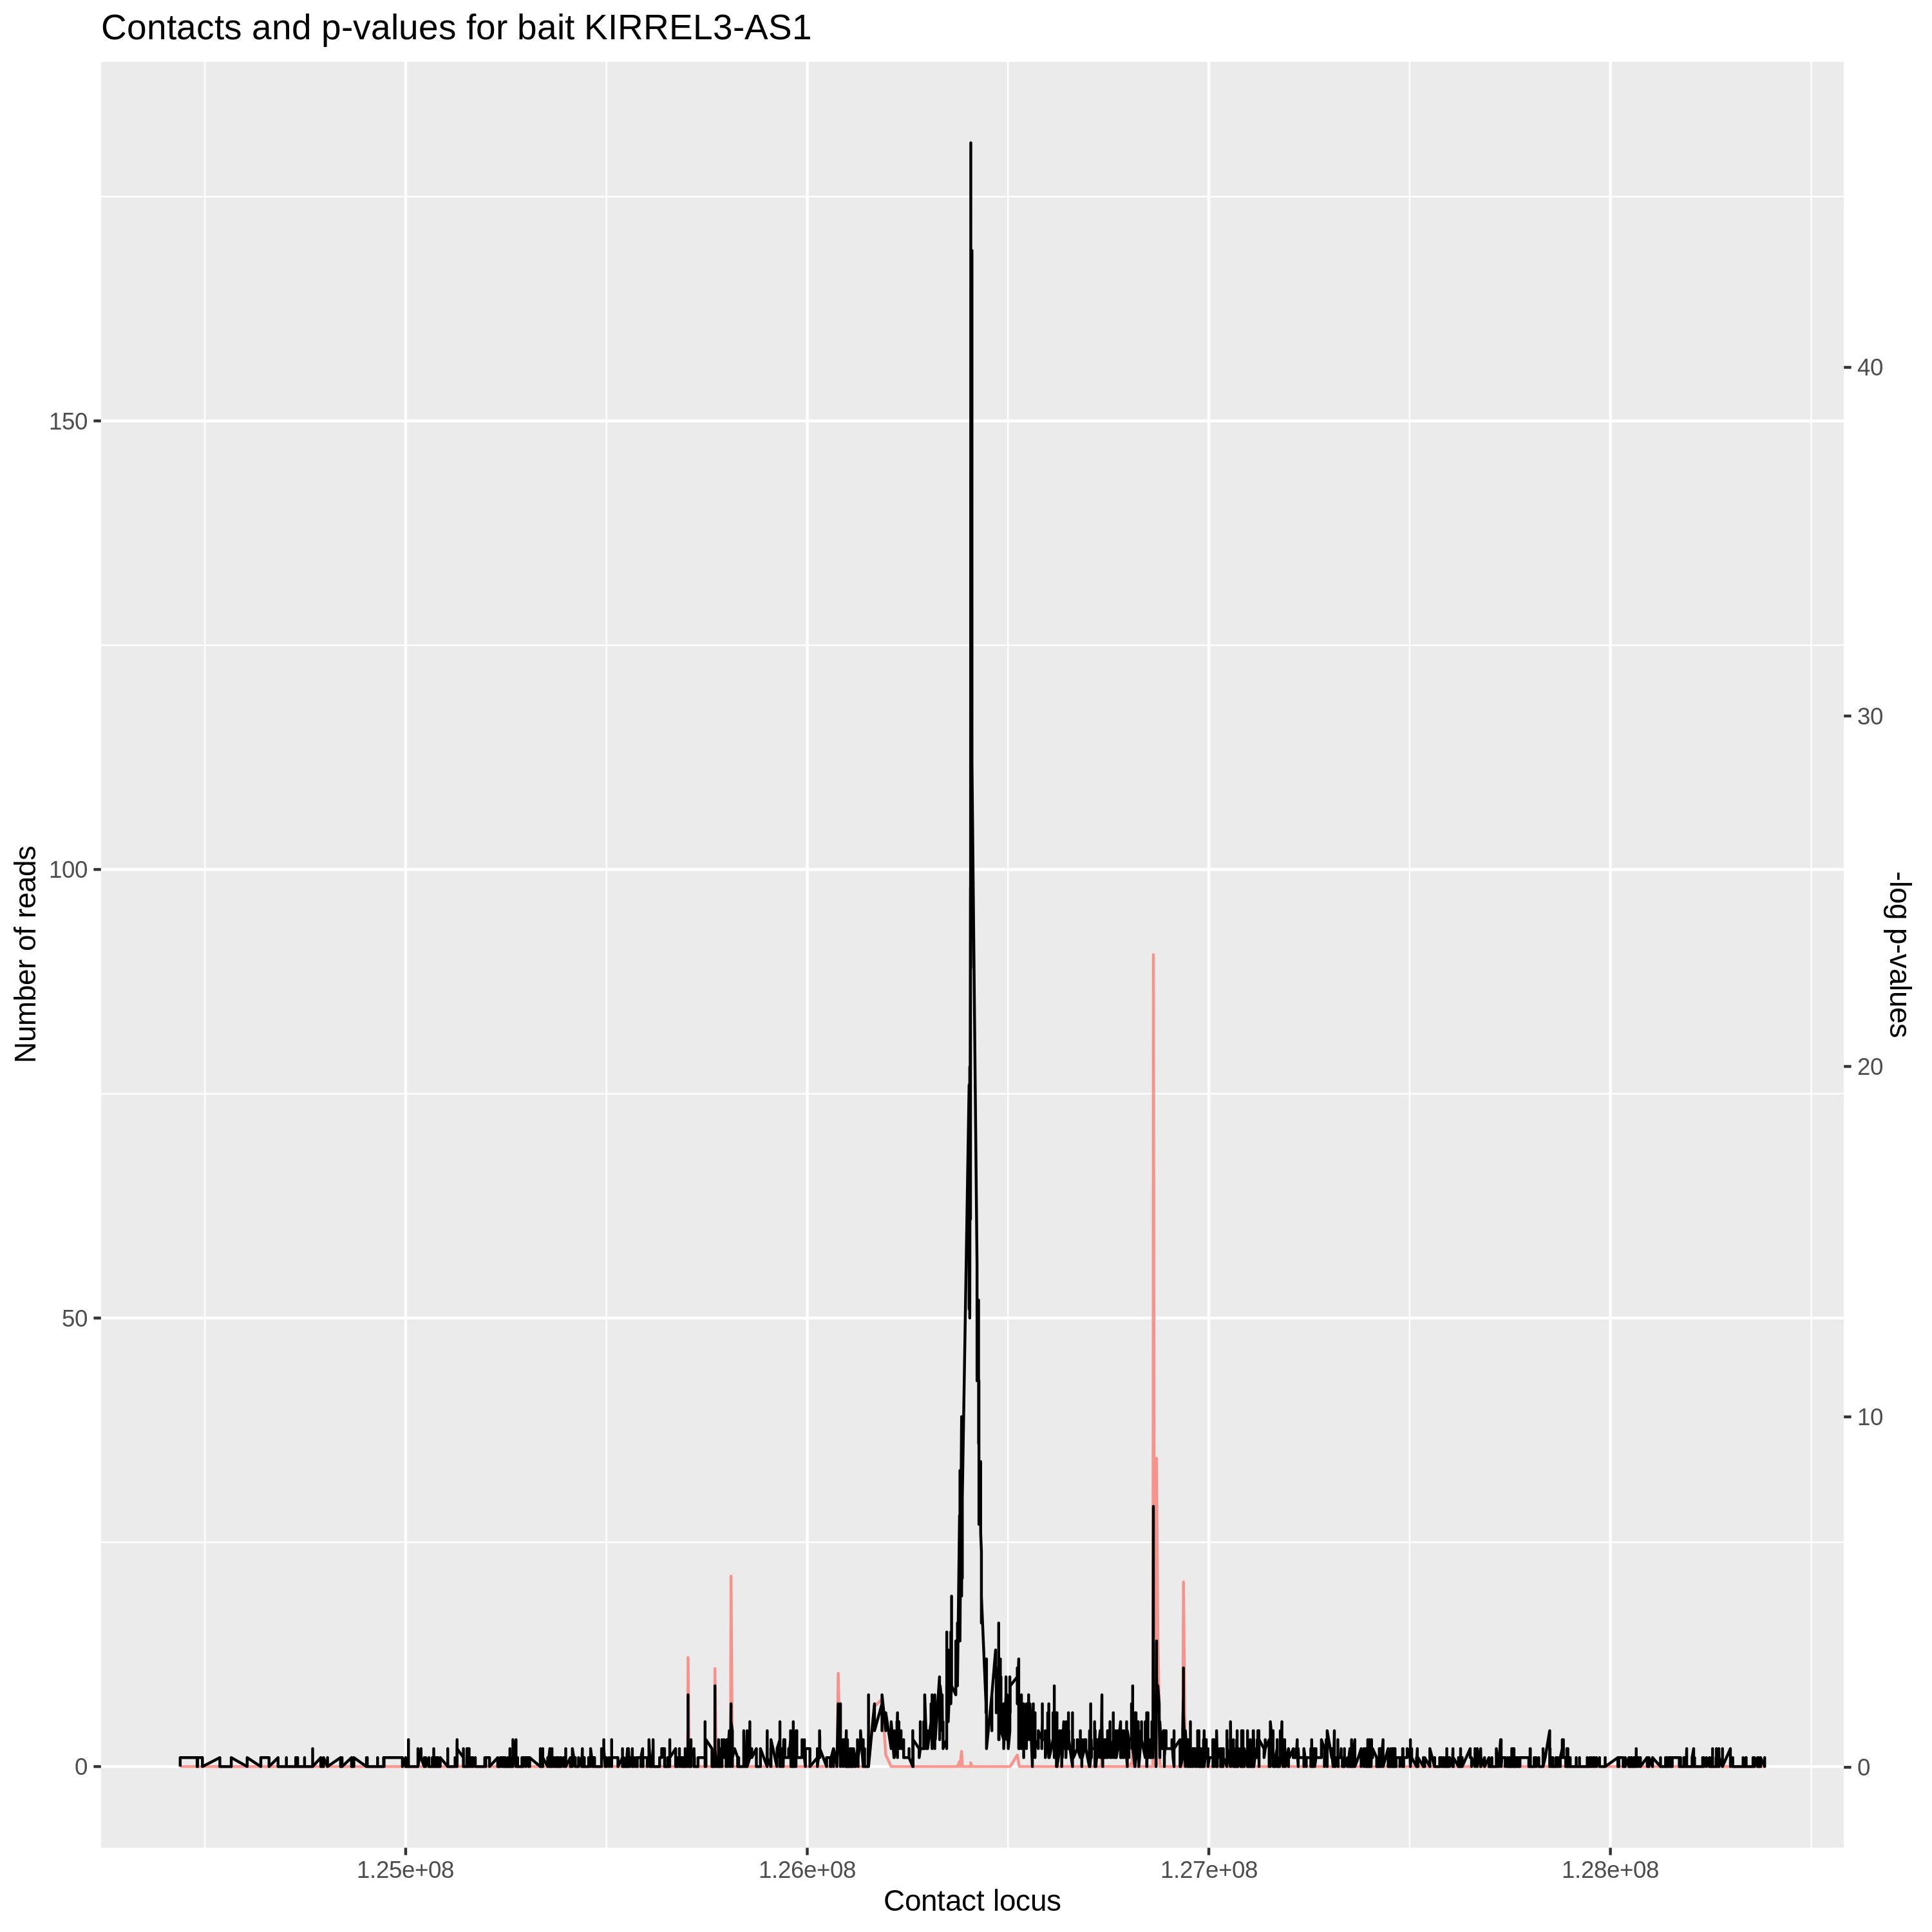 Contacts and p-values for bait KIRREL3-AS1
Number of reads
150
100
50
0
40
30
20
10
0
-log p-values
1.25e+08
1.26e+08
1.27e+08
1.28e+08
Contact locus